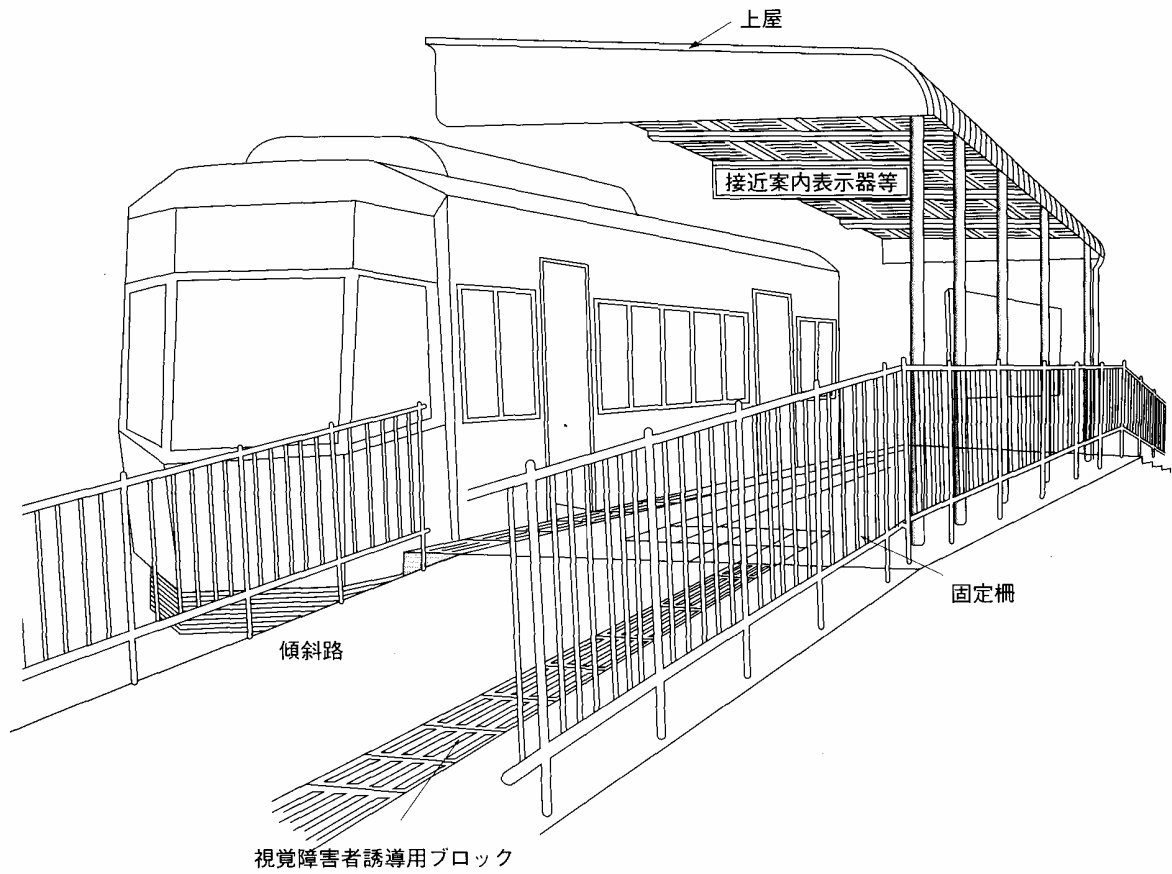 上屋
接近案内表示器等
固定柵
傾斜路
視覚障害者誘導用ブロック